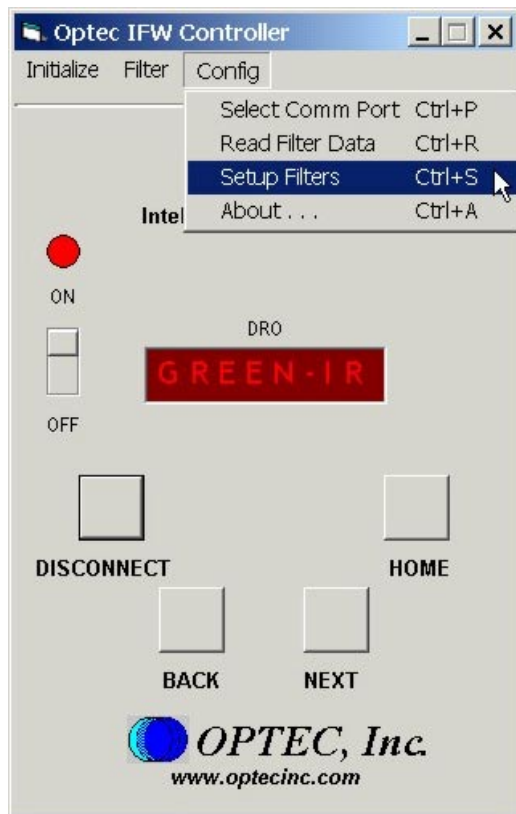 Optec IFW Controller
Initialize Filter Config
Select Comm Port Ctrl+P
Read Filter Data Ctrl+R
Setup Filters Ctrl+S
About . . . Ctrl+A
Intel
ON
DRO
GREEN-IR
OFF
DISCONNECT HOME
BACK NEXT
OPTEC, Inc.
www.optecinc.com